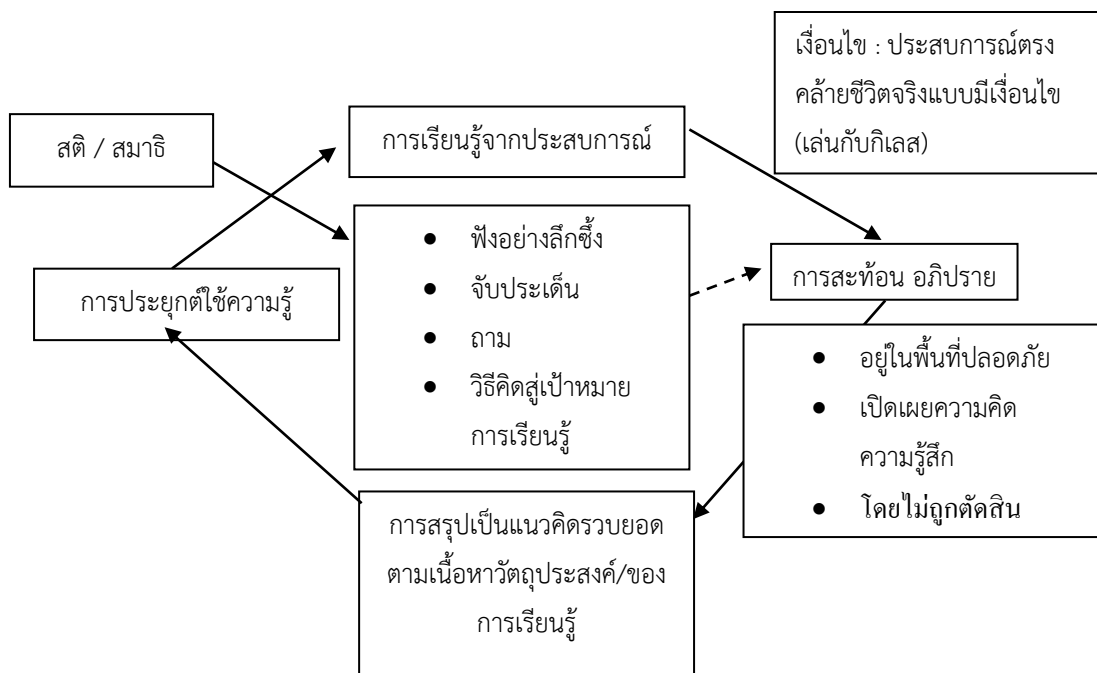 เงื่อนไข : ประสบการณ์ตรง
คล้ายชีวิตจริงแบบมีเงื่อนไข
(เล่นกับกิเลส)
สติ / สมาธิ
การเรียนรู้จากประสบการณ์
● ฟังอย่างลึกซึ้ง
● จับประเด็น
● ถาม
● วิธีคิดสู่เป้าหมาย
การเรียนรู้
การสะท้อน อภิปราย
การประยุกต์ใช้ความรู้
● อยู่ในพื้นที่ปลอดภัย
● เปิดเผยความคิด
ความรู้สึก
● โดยไม่ถูกตัดสิน
การสรุปเป็นแนวคิดรวบยอด
ตามเนื้อหาวัตถุประสงค์/ของ
การเรียนรู้